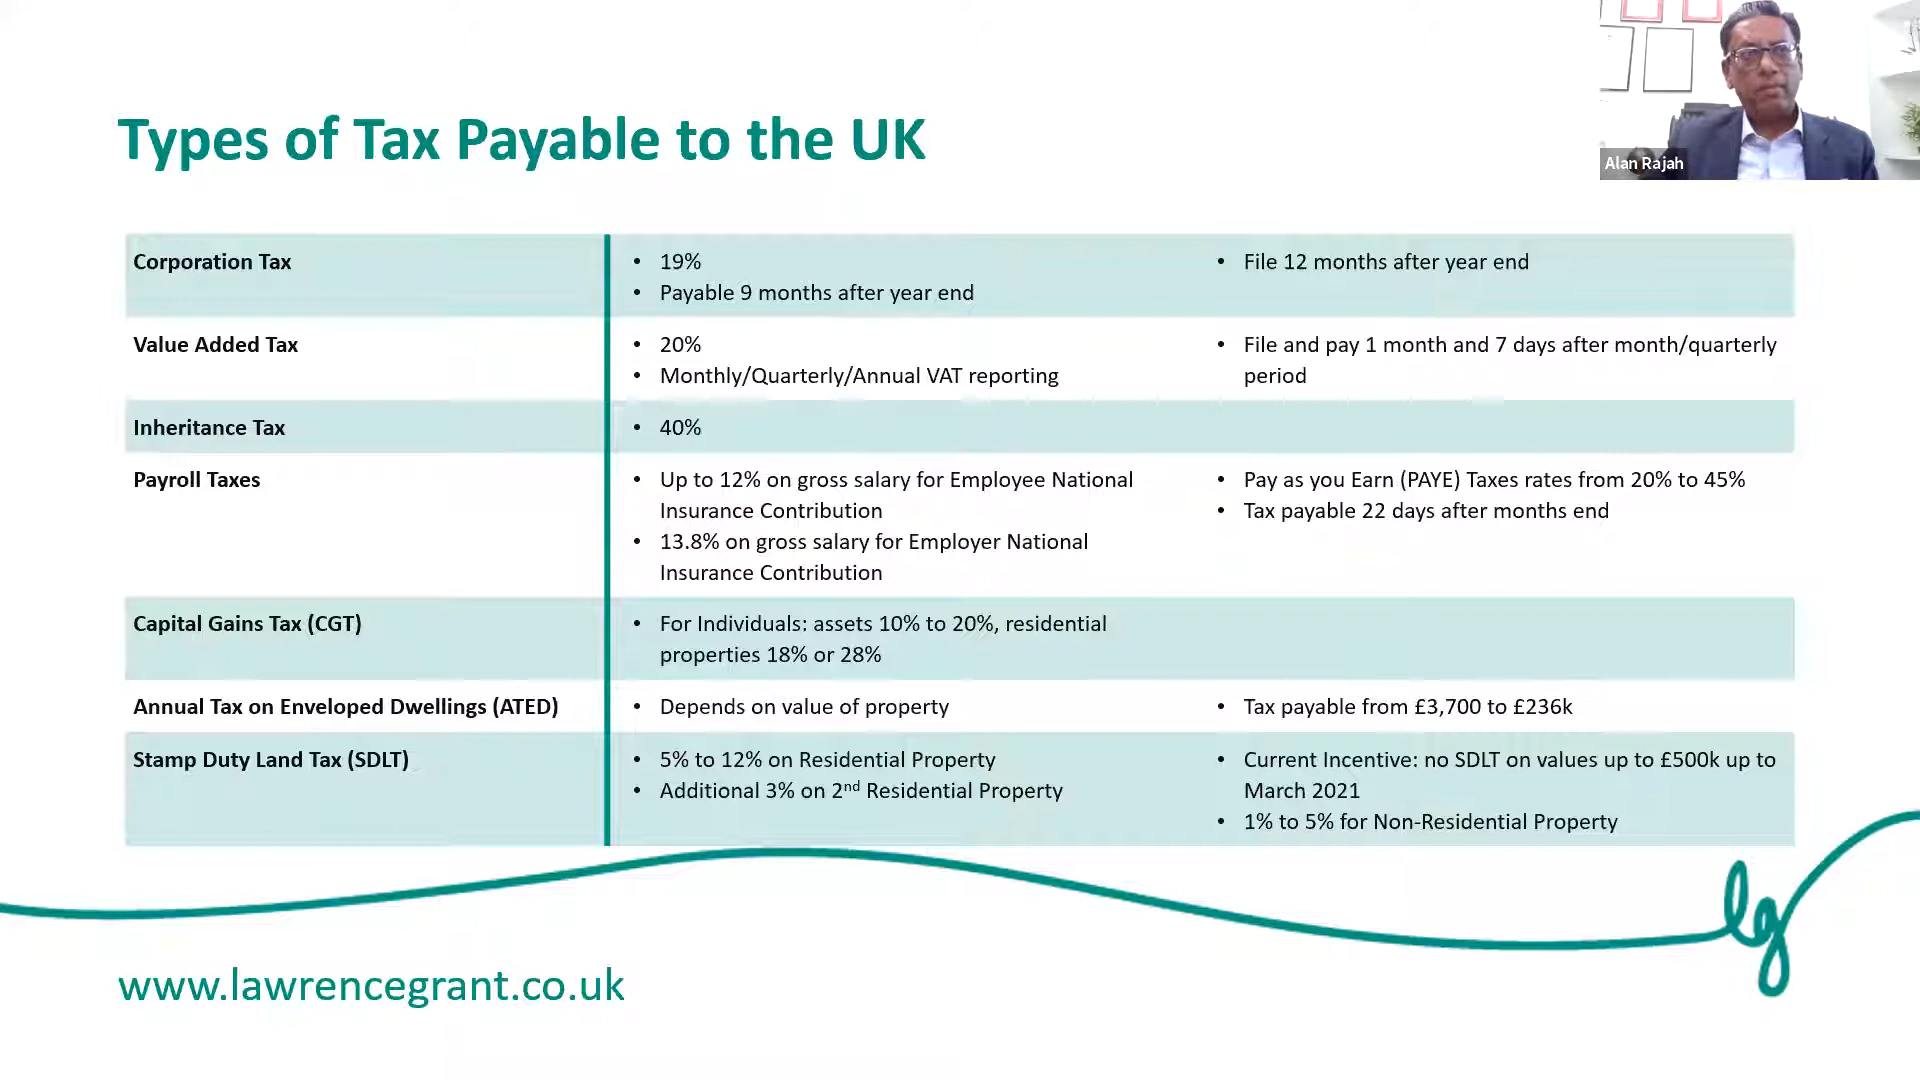 Types of Tax Payable to the UK
Alan Rajah
Corporation Tax
• 19%
• Payable 9 months after year end
• File 12 months after year end
Value Added Tax
• 20%
• Monthly/Quarterly/Annual VAT reporting
• File and pay 1 month and 7 days after month/quarterly
period
Inheritance Tax
• 40%
Payroll Taxes
• Up to 12% on gross salary for Employee National
Insurance Contribution
• 13.8% on gross salary for Employer National
Insurance Contribution
• Pay as you Earn (PAYE) Taxes rates from 20% to 45%
• Tax payable 22 days after months end
Capital Gains Tax (CGT)
• For Individuals: assets 10% to 20%, residential
properties 18% or 28%
Annual Tax on Enveloped Dwellings (ATED)
• Depends on value of property
• Tax payable from £3,700 to £236k
Stamp Duty Land Tax (SDLT)
• 5% to 12% on Residential Property
• Additional 3% on 2nd Residential Property
• Current Incentive: no SDLT on values up to £500k up to
March 2021
• 1% to 5% for Non-Residential Property
lg
www.lawrencegrant.co.uk